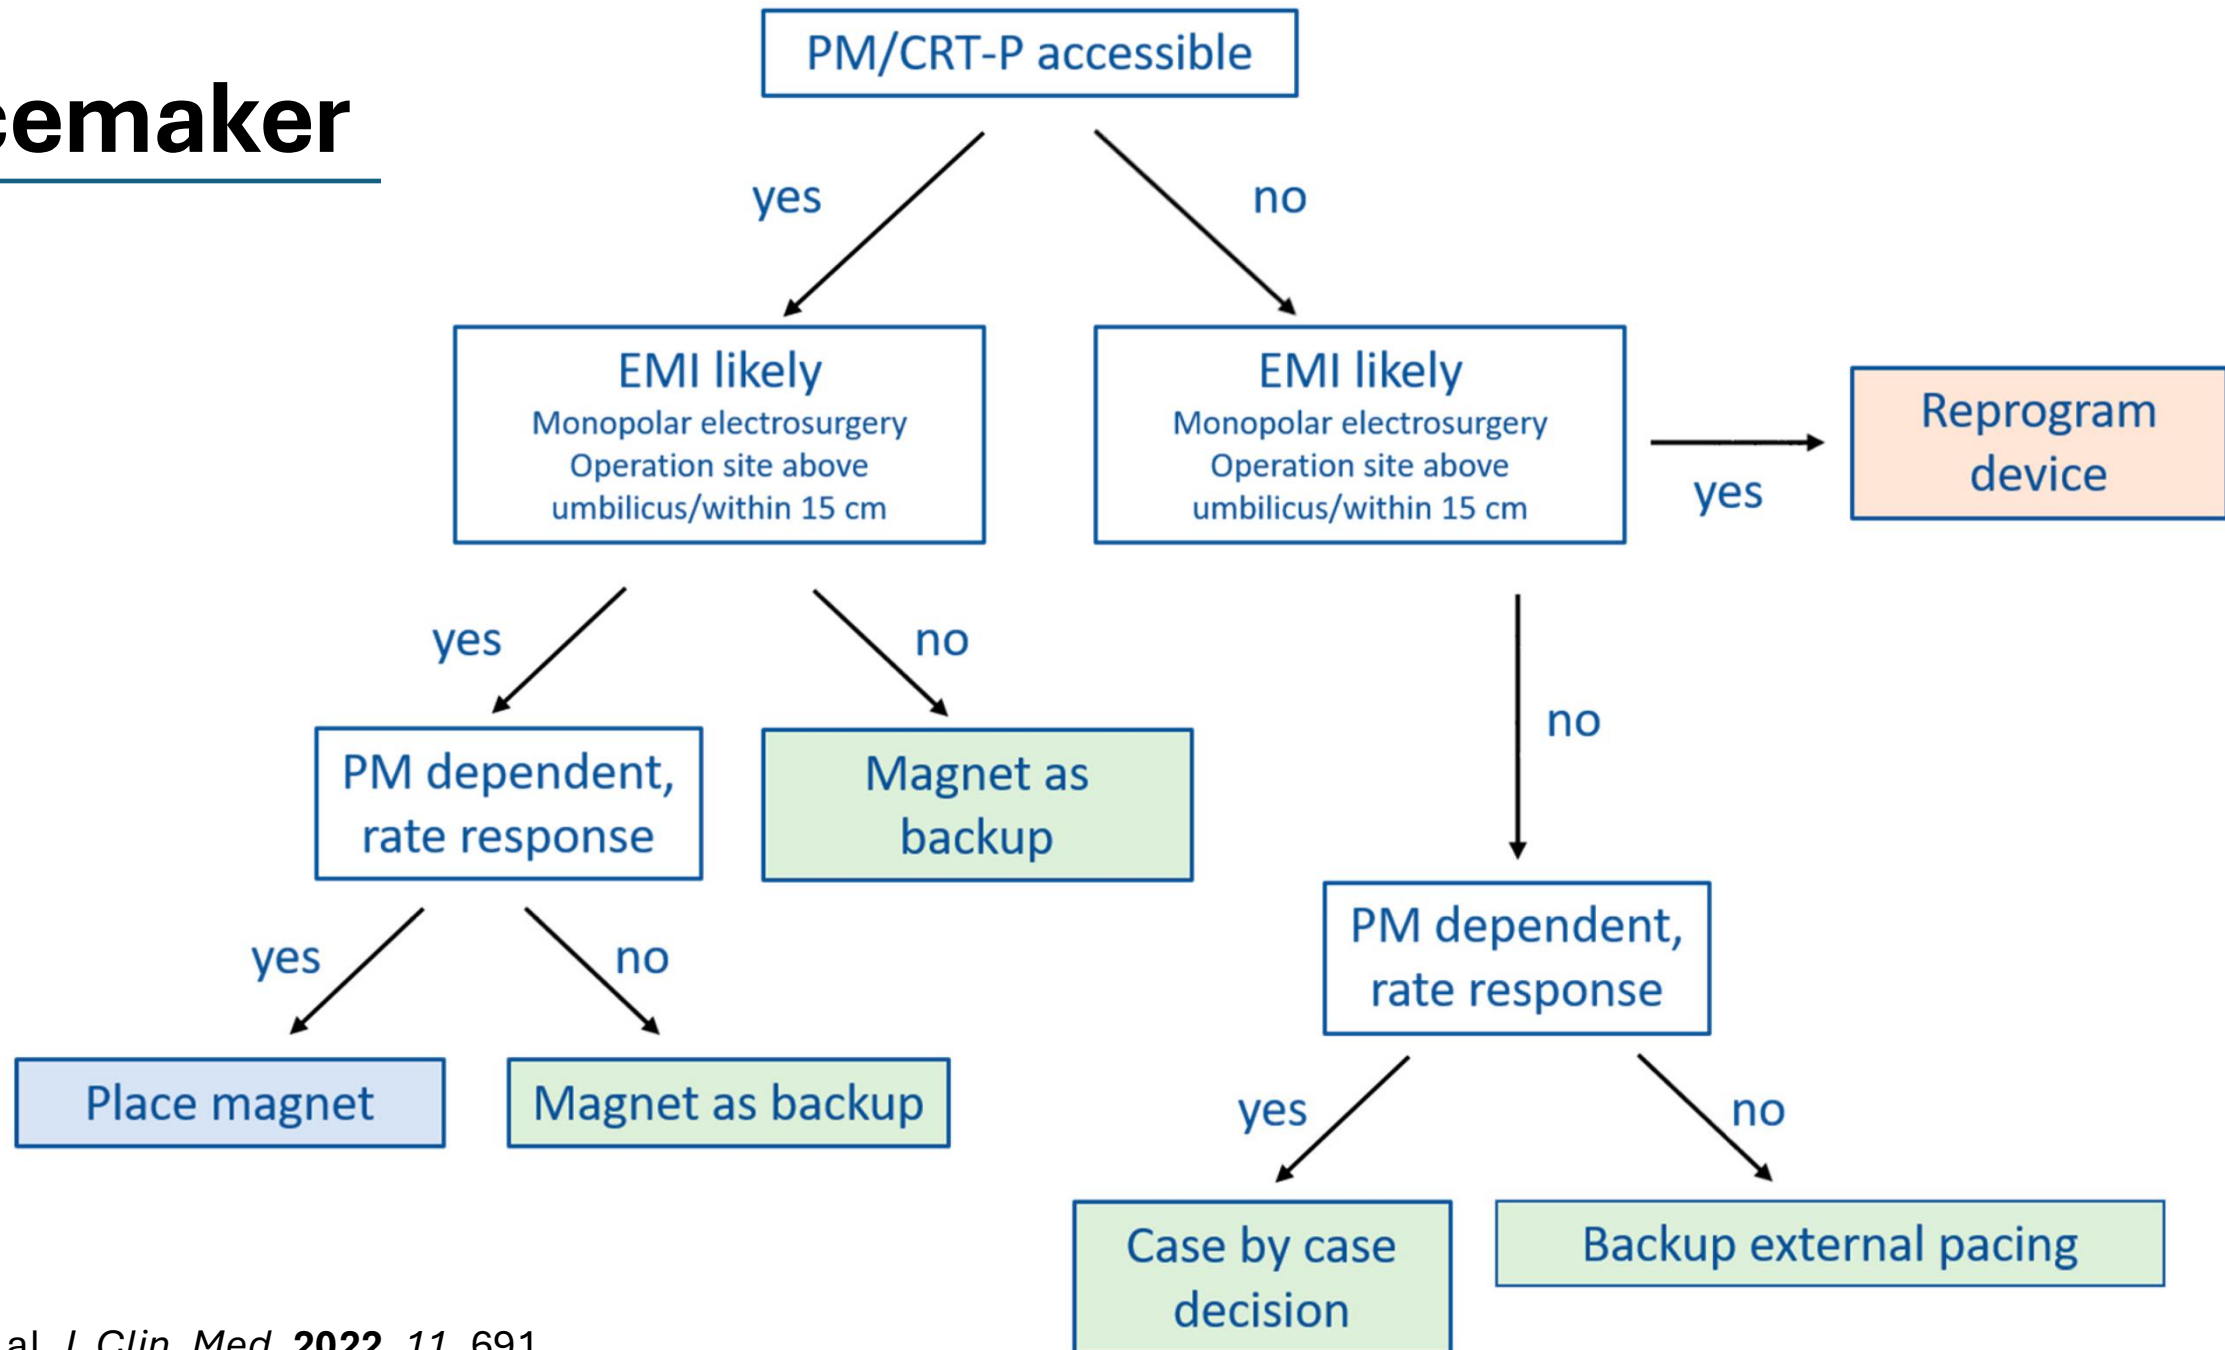 PM/CRT-P accessible
cemaker
yes
no
EMI likely
Monopolar electrosurgery
Operation site above
umbilicus/within 15 cm
EMI likely
Monopolar electrosurgery
Operation site above
umbilicus/within 15 cm
yes
Reprogram
device
yes
no
no
PM dependent,
rate response
Magnet as
backup
PM dependent,
rate response
yes
no
Place magnet
Magnet as backup
yes
no
Case by case
decision
Backup external pacing
al. J. Clin. Med. 2022, 11, 691